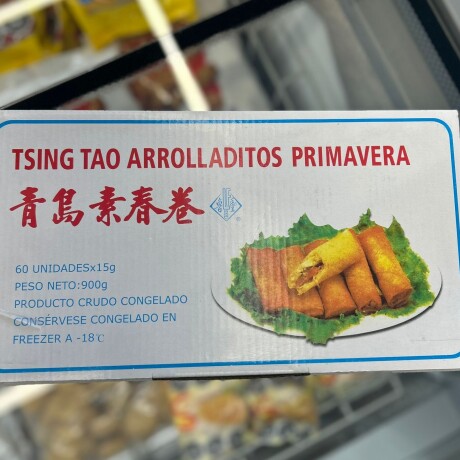 TSING TAO ARROLLADITOS PRIMAVERA
青島素春卷
60 UNIDADESx15g
PESO NETO:900g
PRODUCTO CRUDO CONGELADO
CONSÉRVESE CONGELADO EN
FREEZER A -18℃